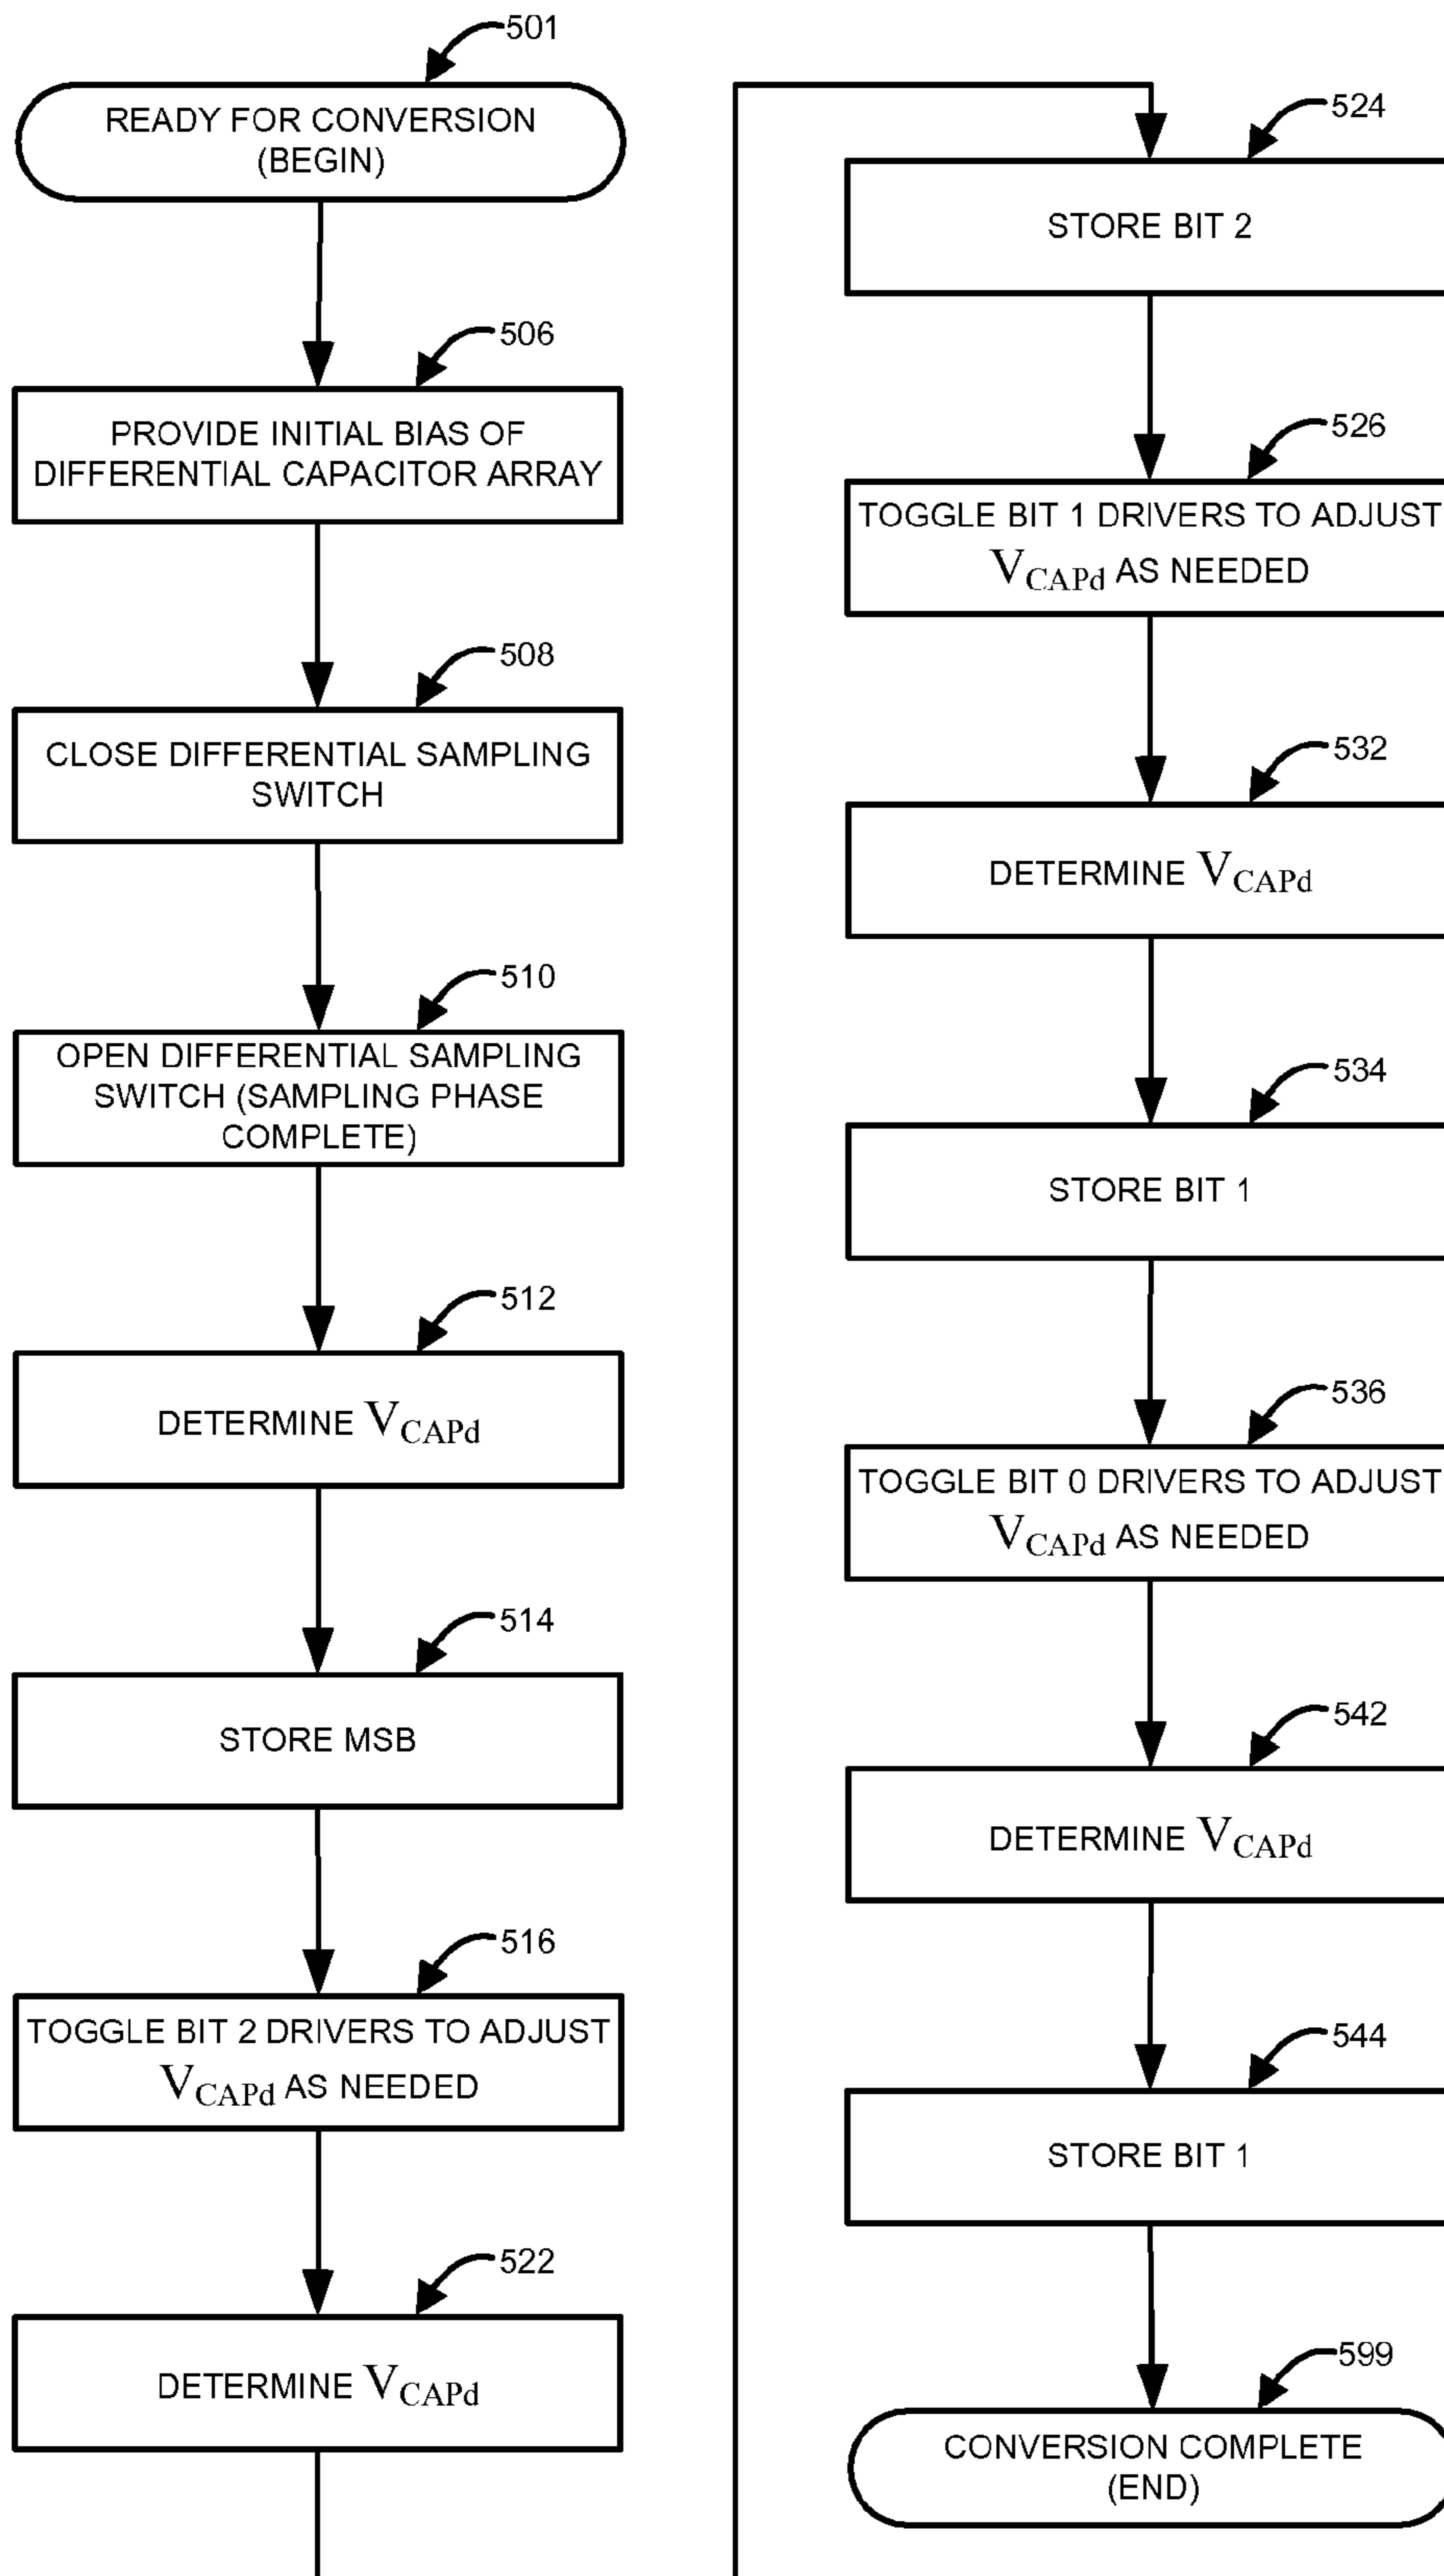 501
READY FOR CONVERSION
(BEGIN)
506
PROVIDE INITIAL BIAS OF
DIFFERENTIAL CAPACITOR ARRAY
508
CLOSE DIFFERENTIAL SAMPLING
SWITCH
510
OPEN DIFFERENTIAL SAMPLING
SWITCH (SAMPLING PHASE
COMPLETE)
512
DETERMINE VCAPd
514
STORE MSB
516
TOGGLE BIT 2 DRIVERS TO ADJUST
VCAPd AS NEEDED
522
DETERMINE VCAPd
524
STORE BIT 2
526
TOGGLE BIT 1 DRIVERS TO ADJUST
VCAPd AS NEEDED
532
DETERMINE VCAPd
534
STORE BIT 1
536
TOGGLE BIT 0 DRIVERS TO ADJUST
VCAPd AS NEEDED
542
DETERMINE VCAPd
544
STORE BIT 1
599
CONVERSION COMPLETE
(END)